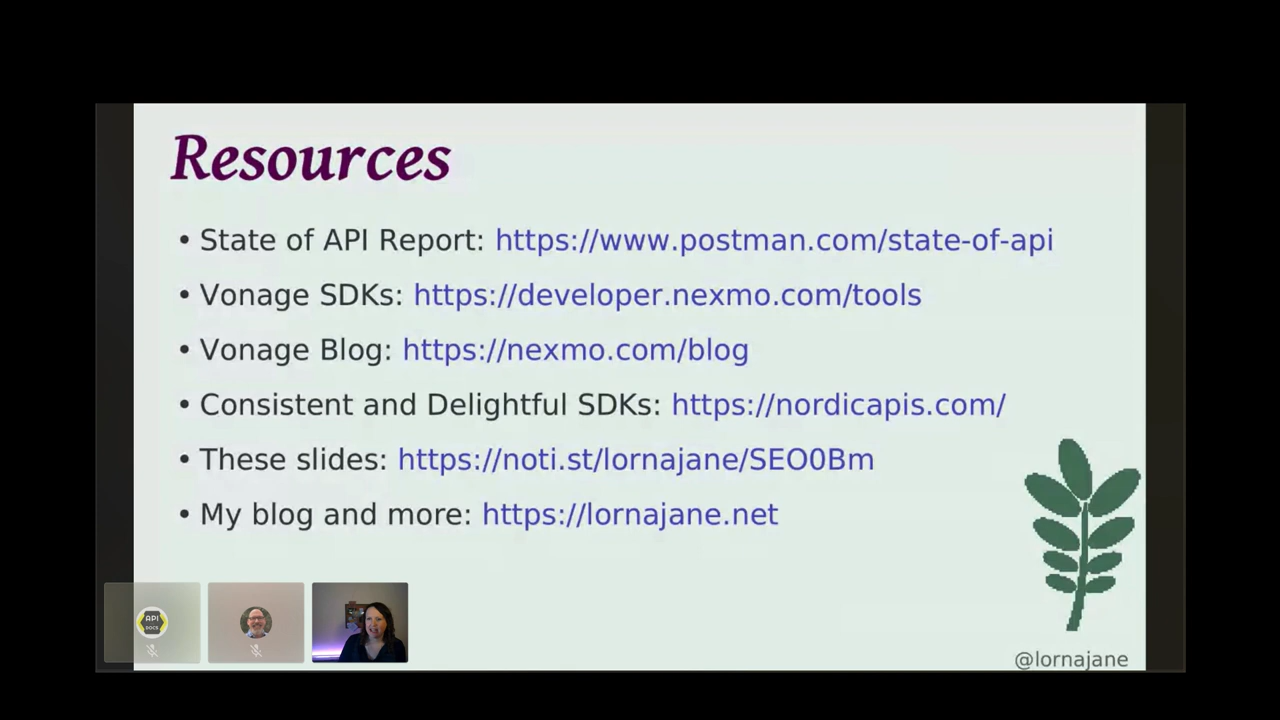 Resources
• State of API Report: https://www.postman.com/state-of-api
• Vonage SDKs: https://developer.nexmo.com/tools
• Vonage Blog: https://nexmo.com/blog
• Consistent and Delightful SDKs: https://nordicapis.com/
• These slides: https://noti.st/lornajane/SEO0Bm
• My blog and more: https://lornajane.net
API
DOCS
@lornajane